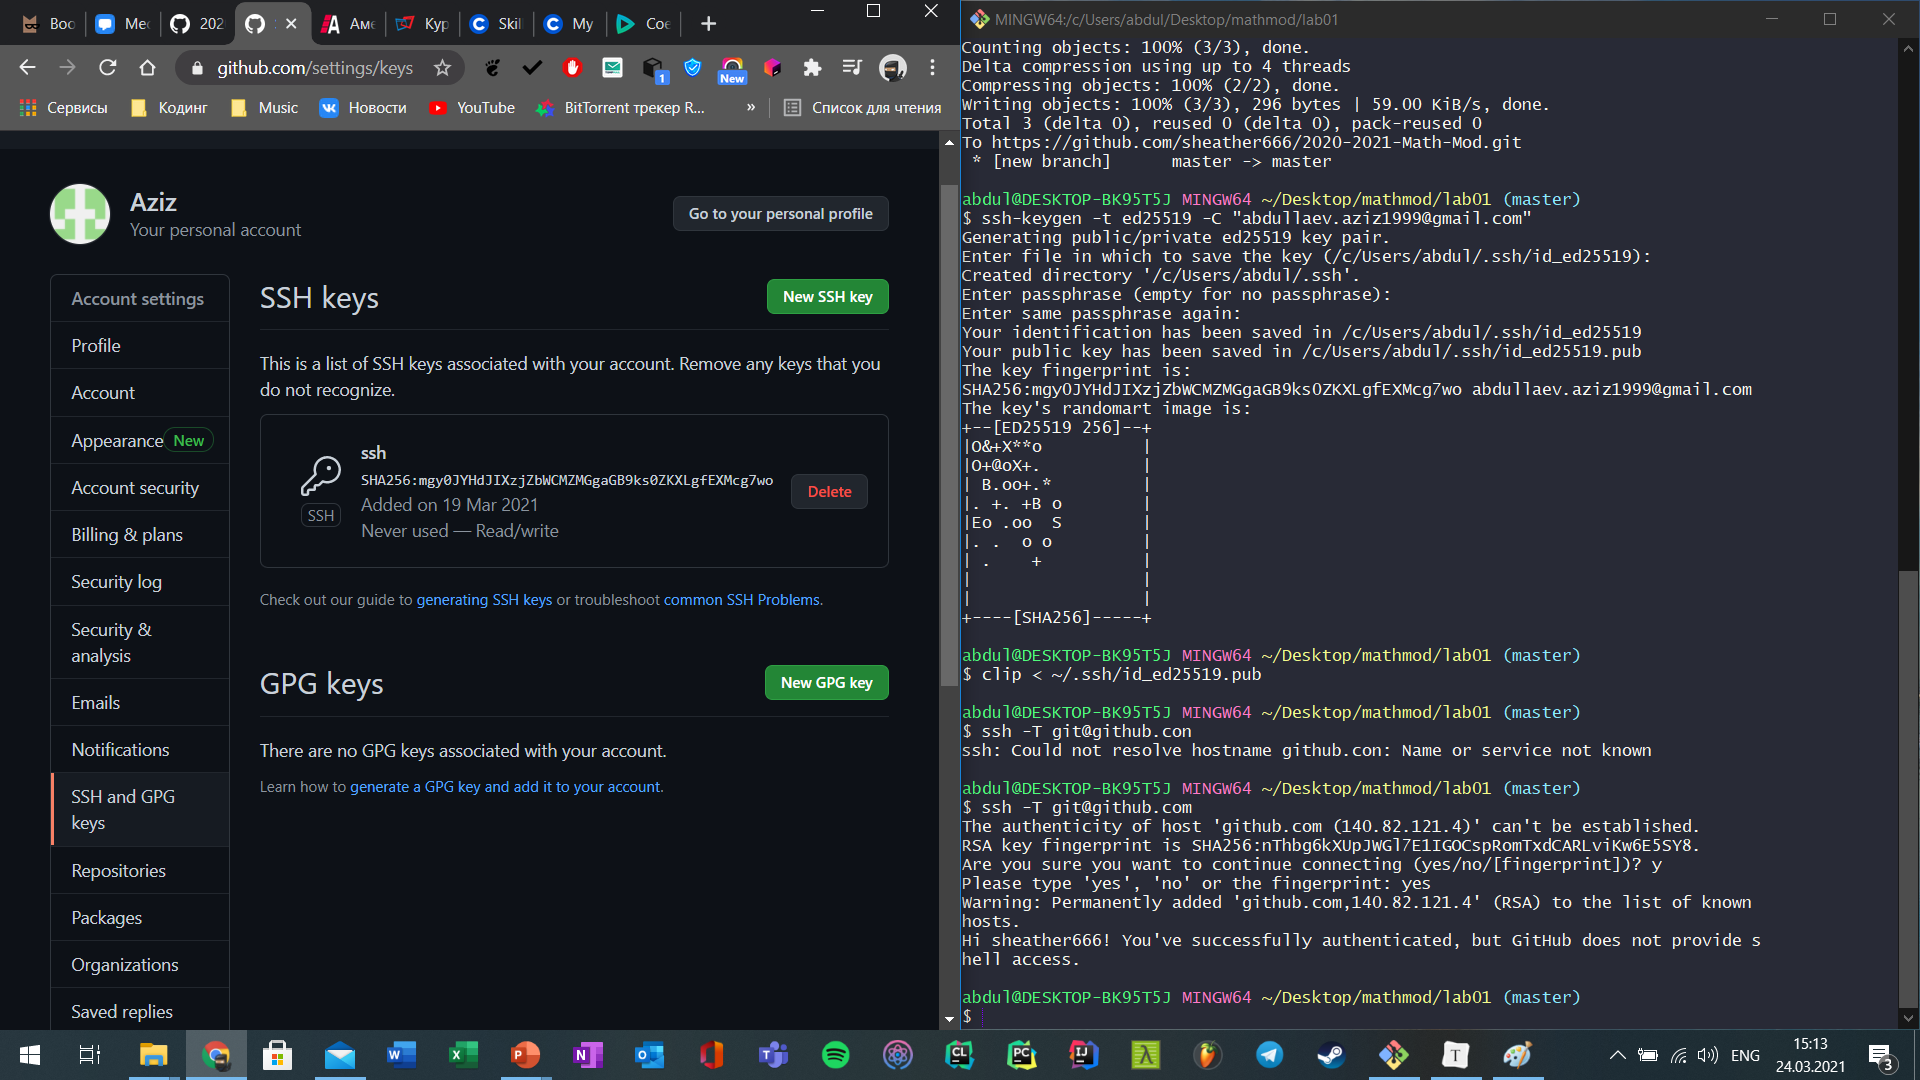 Boo
Мес
202
Аме
Кур
Skil
My
Сое
github.com/settings/keys
1
New
Сервисы
Кодинг
Music
Новости
YouTube
BitTorrent трекер R...
»
Список для чтения
Aziz
Your personal account
Go to your personal profile
Account settings
Profile
Account
Appearance New
Account security
Billing & plans
Security log
Security &
analysis
Emails
Notifications
SSH and GPG
keys
Repositories
Packages
Organizations
Saved replies
SSH keys
New SSH key
This is a list of SSH keys associated with your account. Remove any keys that you
do not recognize.
ssh
SHA256:mgy0JYHdJIXzjZbWCMZMGgaGB9ks0ZKXLgfEXMcg7wo
Added on 19 Mar 2021
Never used — Read/write
SSH
Delete
Check out our guide to generating SSH keys or troubleshoot common SSH Problems.
GPG keys
New GPG key
There are no GPG keys associated with your account.
Learn how to generate a GPG key and add it to your account.
MINGW64:/c/Users/abdul/Desktop/mathmod/lab01
Counting objects: 100% (3/3), done.
Delta compression using up to 4 threads
Compressing objects: 100% (2/2), done.
Writing objects: 100% (3/3), 296 bytes | 59.00 KiB/s, done.
Total 3 (delta 0), reused 0 (delta 0), pack-reused 0
To https://github.com/sheather666/2020-2021-Math-Mod.git
 * [new branch]      master -> master
abdul@DESKTOP-BK95T5J MINGW64 ~/Desktop/mathmod/lab01 (master)
$ ssh-keygen -t ed25519 -C "abdullaev.aziz1999@gmail.com"
Generating public/private ed25519 key pair.
Enter file in which to save the key (/c/Users/abdul/.ssh/id_ed25519):
Created directory '/c/Users/abdul/.ssh'.
Enter passphrase (empty for no passphrase):
Enter same passphrase again:
Your identification has been saved in /c/Users/abdul/.ssh/id_ed25519
Your public key has been saved in /c/Users/abdul/.ssh/id_ed25519.pub
The key fingerprint is:
SHA256:mgy0JYHdJIXzjZbWCMZMGgaGB9ks0ZKXLgfEXMcg7wo abdullaev.aziz1999@gmail.com
The key's randomart image is:
+--[ED25519 256]--+
|O&+X**o          |
|O+@oX+.          |
| B.oo+.*         |
|. +. +B o        |
|Eo .oo  S        |
|. .  o o         |
| .    +          |
|                 |
|                 |
+----[SHA256]-----+
abdul@DESKTOP-BK95T5J MINGW64 ~/Desktop/mathmod/lab01 (master)
$ clip < ~/.ssh/id_ed25519.pub
abdul@DESKTOP-BK95T5J MINGW64 ~/Desktop/mathmod/lab01 (master)
$ ssh -T git@github.con
ssh: Could not resolve hostname github.con: Name or service not known
abdul@DESKTOP-BK95T5J MINGW64 ~/Desktop/mathmod/lab01 (master)
$ ssh -T git@github.com
The authenticity of host 'github.com (140.82.121.4)' can't be established.
RSA key fingerprint is SHA256:nThbg6kXUpJWGl7E1IGOCspRomTxdCARLviKw6E5SY8.
Are you sure you want to continue connecting (yes/no/[fingerprint])? y
Please type 'yes', 'no' or the fingerprint: yes
Warning: Permanently added 'github.com,140.82.121.4' (RSA) to the list of known
hosts.
Hi sheather666! You've successfully authenticated, but GitHub does not provide s
hell access.
abdul@DESKTOP-BK95T5J MINGW64 ~/Desktop/mathmod/lab01 (master)
$
ENG
15:13
24.03.2021
3